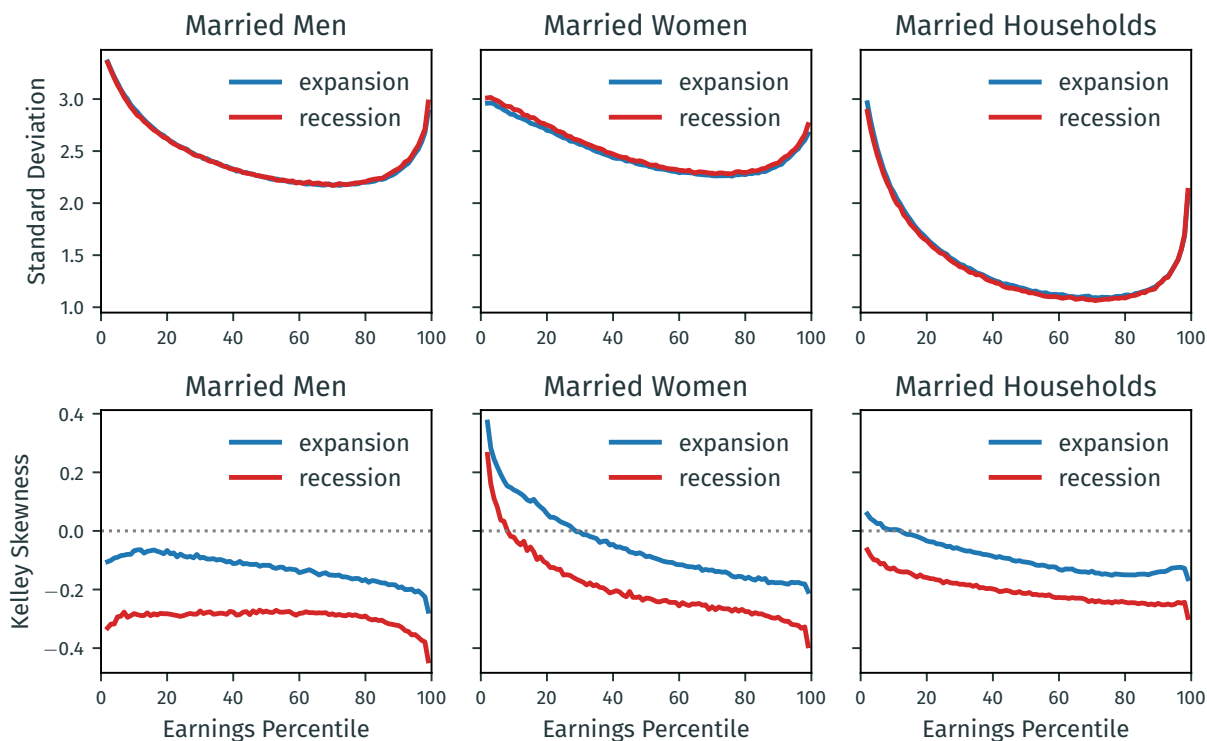 Married Men
Married Women
Married Households
Standard Deviation
3.0
2.5
2.0
1.5
1.0
expansion
recession
expansion
recession
expansion
recession
0 20 40 60 80 100
0 20 40 60 80 100
0 20 40 60 80 100
Married Men
Married Women
Married Households
Kelley Skewness
0.4
0.2
0.0
−0.2
−0.4
expansion
recession
expansion
recession
expansion
recession
0 20 40 60 80 100
0 20 40 60 80 100
0 20 40 60 80 100
Earnings Percentile
Earnings Percentile
Earnings Percentile